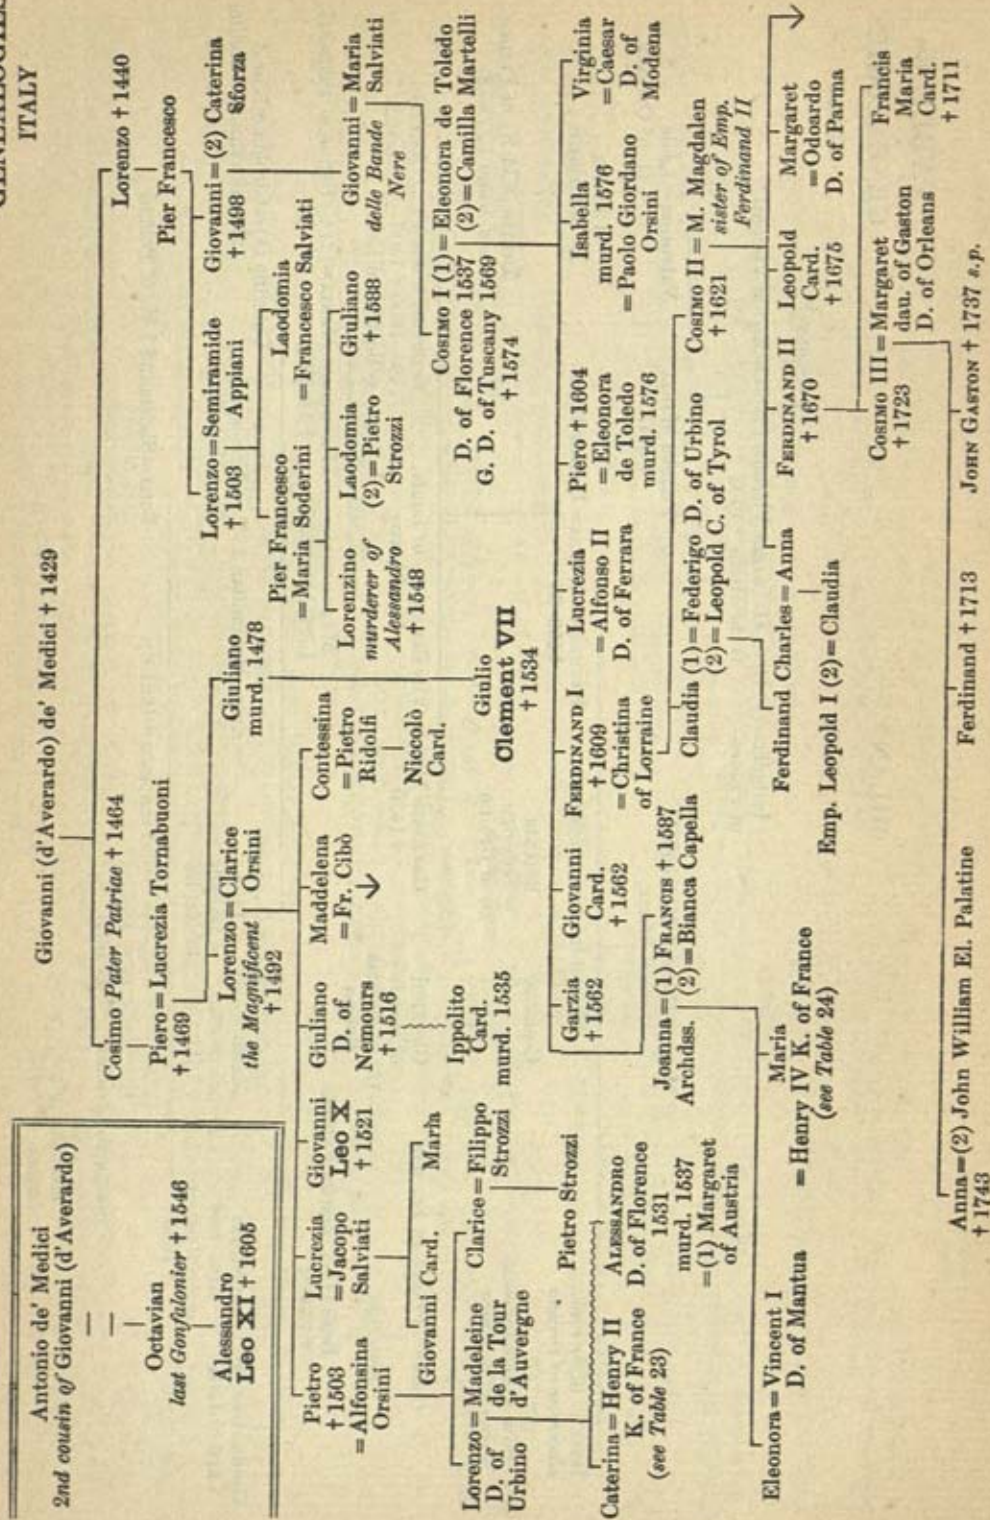 GENEALOGIES
ITALY
Giovanni (d'Averardo) de' Medici † 1429
Antonio de' Medici
2nd cousin of Giovanni (d'Averardo)
Octavian
last Gonfalonier † 1546
Alessandro
Leo XI † 1605
Cosimo Pater Patriae † 1464
Lorenzo † 1440
Piero = Lucrezia Tornabuoni
† 1469
Pier Francesco
Lorenzo = Clarice
Orsini
the Magnificent
† 1492
Giuliano
murd. 1478
Lorenzo = Semiramide
† 1503 Appiani
Giovanni = (2) Caterina
† 1498 Sforza
Pietro
† 1503
= Alfonsina
Orsini
Lucrezia
= Jacopo
Salviati
Giovanni
Leo X
† 1521
Giuliano
D. of
Nemours
† 1516
Maddelena
= Fr. Cibò
Contessina
= Pietro
Ridolfi
Niccolò
Card.
Pier Francesco
= Maria Soderini
Laodomia
= Francesco Salviati
Giovanni = Maria
delle Bande Salviati
Nere
Giovanni Card.
Maria
Ippolito
Card.
murd. 1535
Giulio
Clement VII
† 1534
Lorenzino
murderer of
Alessandro
† 1548
Laodomia
(2) = Pietro
Strozzi
Giuliano
† 1588
Lorenzo = Madeleine
D. of de la Tour
Urbino d'Auvergne
Clarice = Filippo
Strozzi
Pietro Strozzi
Cosimo I (1) = Eleonora de Toledo
D. of Florence 1537 (2) = Camilla Martelli
G. D. of Tuscany 1569
† 1574
Caterina = Henry II
K. of France
(see Table 23)
Alessandro
D. of Florence
1531
murd. 1537
= (1) Margaret
of Austria
Garzia
† 1562
Giovanni
Card.
† 1562
Ferdinand I
† 1609
= Christina
of Lorraine
Lucrezia
= Alfonso II
D. of Ferrara
Piero † 1604
= Eleonora
de Toledo
murd. 1576
Isabella
murd. 1576
= Paolo Giordano
Orsini
Virginia
= Caesar
D. of
Modena
Joanna = (1) Francis † 1587
Archdss. (2) = Bianca Capella
Claudia (1) = Federigo D. of Urbino
(2) = Leopold C. of Tyrol
Cosimo II = M. Magdalen
† 1621 sister of Emp.
Ferdinand II
Eleonora = Vincent I
D. of Mantua
Maria
= Henry IV K. of France
(see Table 24)
Ferdinand Charles = Anna
Emp. Leopold I (2) = Claudia
Ferdinand II
† 1670
Leopold
Card.
† 1675
Margaret
= Odoardo
D. of Parma
Cosimo III = Margaret
† 1723 dau. of Gaston
D. of Orleans
Francis
Maria
Card.
† 1711
Anna = (2) John William El. Palatine
† 1743
Ferdinand † 1713
John Gaston † 1737 s.p.